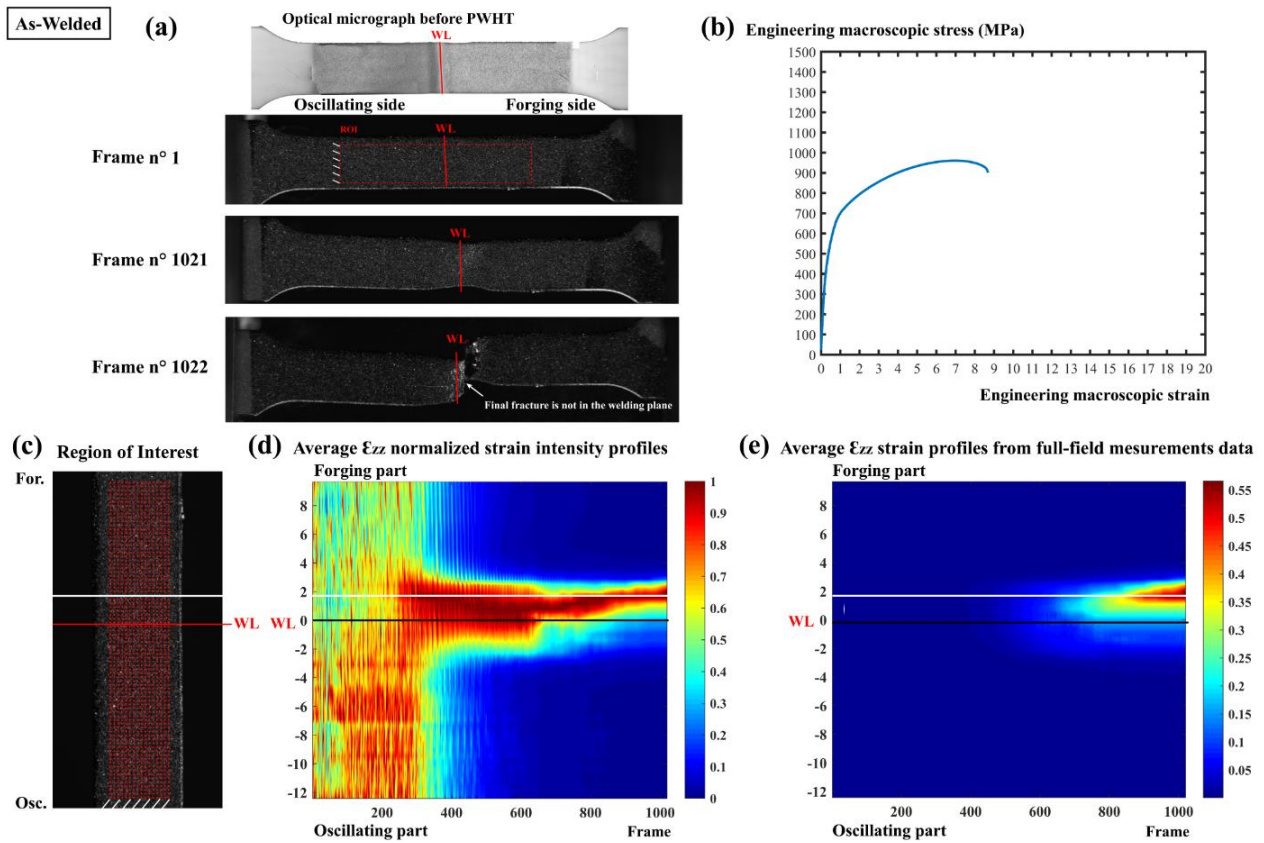 As-Welded
(a)
Optical micrograph before PWHT
WL
Oscillating side
Forging side
Frame n° 1
ROI
WL
Frame n° 1021
WL
Frame n° 1022
WL
Final fracture is not in the welding plane
(b)
Engineering macroscopic stress (MPa)
1500
1400
1300
1200
1100
1000
900
800
700
600
500
400
300
200
100
0
0 1 2 3 4 5 6 7 8 9 10 11 12 13 14 15 16 17 18 19 20
Engineering macroscopic strain
(c)
Region of Interest
For.
WL
Osc.
(d)
Average εzz normalized strain intensity profiles
Forging part
8
6
4
2
WL 0
-2
-4
-6
-8
-10
-12
200 400 600 800 1000
Oscillating part
Frame
1
0.9
0.8
0.7
0.6
0.5
0.4
0.3
0.2
0.1
0
(e)
Average εzz strain profiles from full-field mesurements data
Forging part
8
6
4
2
WL 0
-2
-4
-6
-8
-10
-12
200 400 600 800 1000
Oscillating part
Frame
0.55
0.5
0.45
0.4
0.35
0.3
0.25
0.2
0.15
0.1
0.05